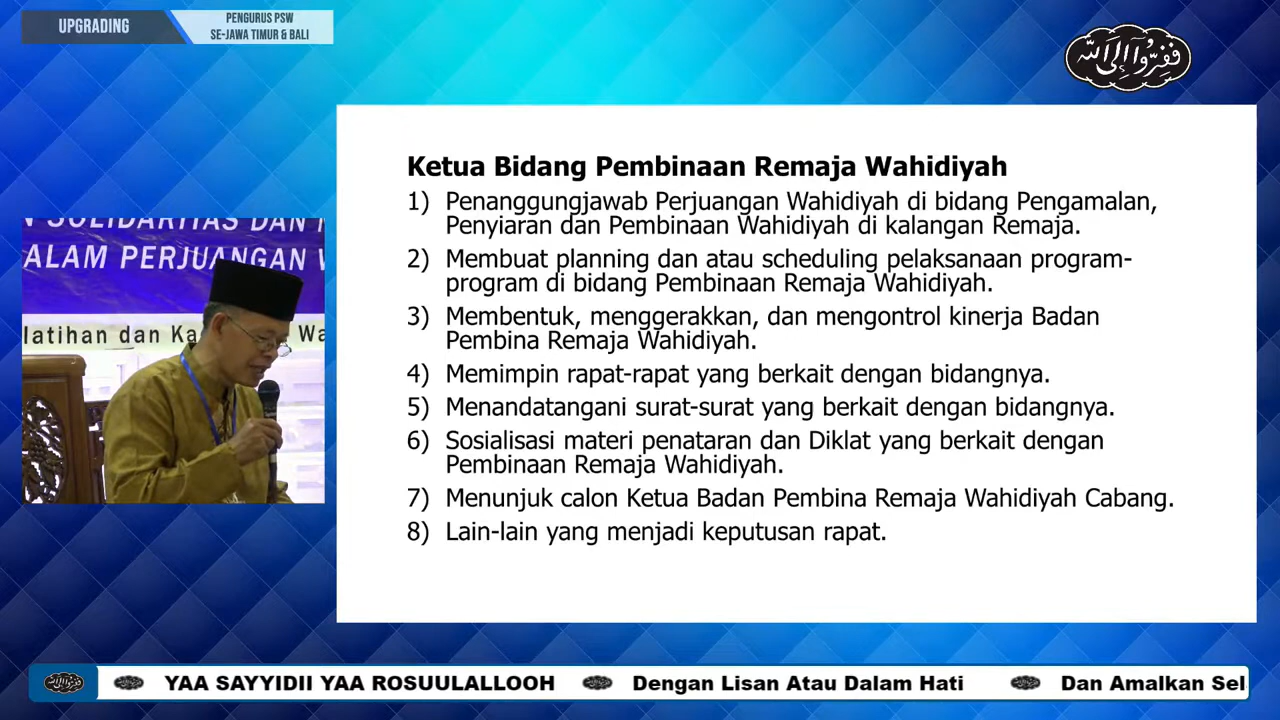 UPGRADING
PENGURUS PSW
SE-JAWA TIMUR & BALI
فَفِرُّوْآ اِلَى اللّٰه
Ketua Bidang Pembinaan Remaja Wahidiyah
1) Penanggungjawab Perjuangan Wahidiyah di bidang Pengamalan,
Penyiaran dan Pembinaan Wahidiyah di kalangan Remaja.
2) Membuat planning dan atau scheduling pelaksanaan program-
program di bidang Pembinaan Remaja Wahidiyah.
3) Membentuk, menggerakkan, dan mengontrol kinerja Badan
Pembina Remaja Wahidiyah.
4) Memimpin rapat-rapat yang berkait dengan bidangnya.
5) Menandatangani surat-surat yang berkait dengan bidangnya.
6) Sosialisasi materi penataran dan Diklat yang berkait dengan
Pembinaan Remaja Wahidiyah.
7) Menunjuk calon Ketua Badan Pembina Remaja Wahidiyah Cabang.
8) Lain-lain yang menjadi keputusan rapat.
SOLIDARITAS DAN
ALAM PERJUANGAN
latihan dan Ka Wa
YAA SAYYIDII YAA ROSUULALLOOH Dengan Lisan Atau Dalam Hati Dan Amalkan Sel